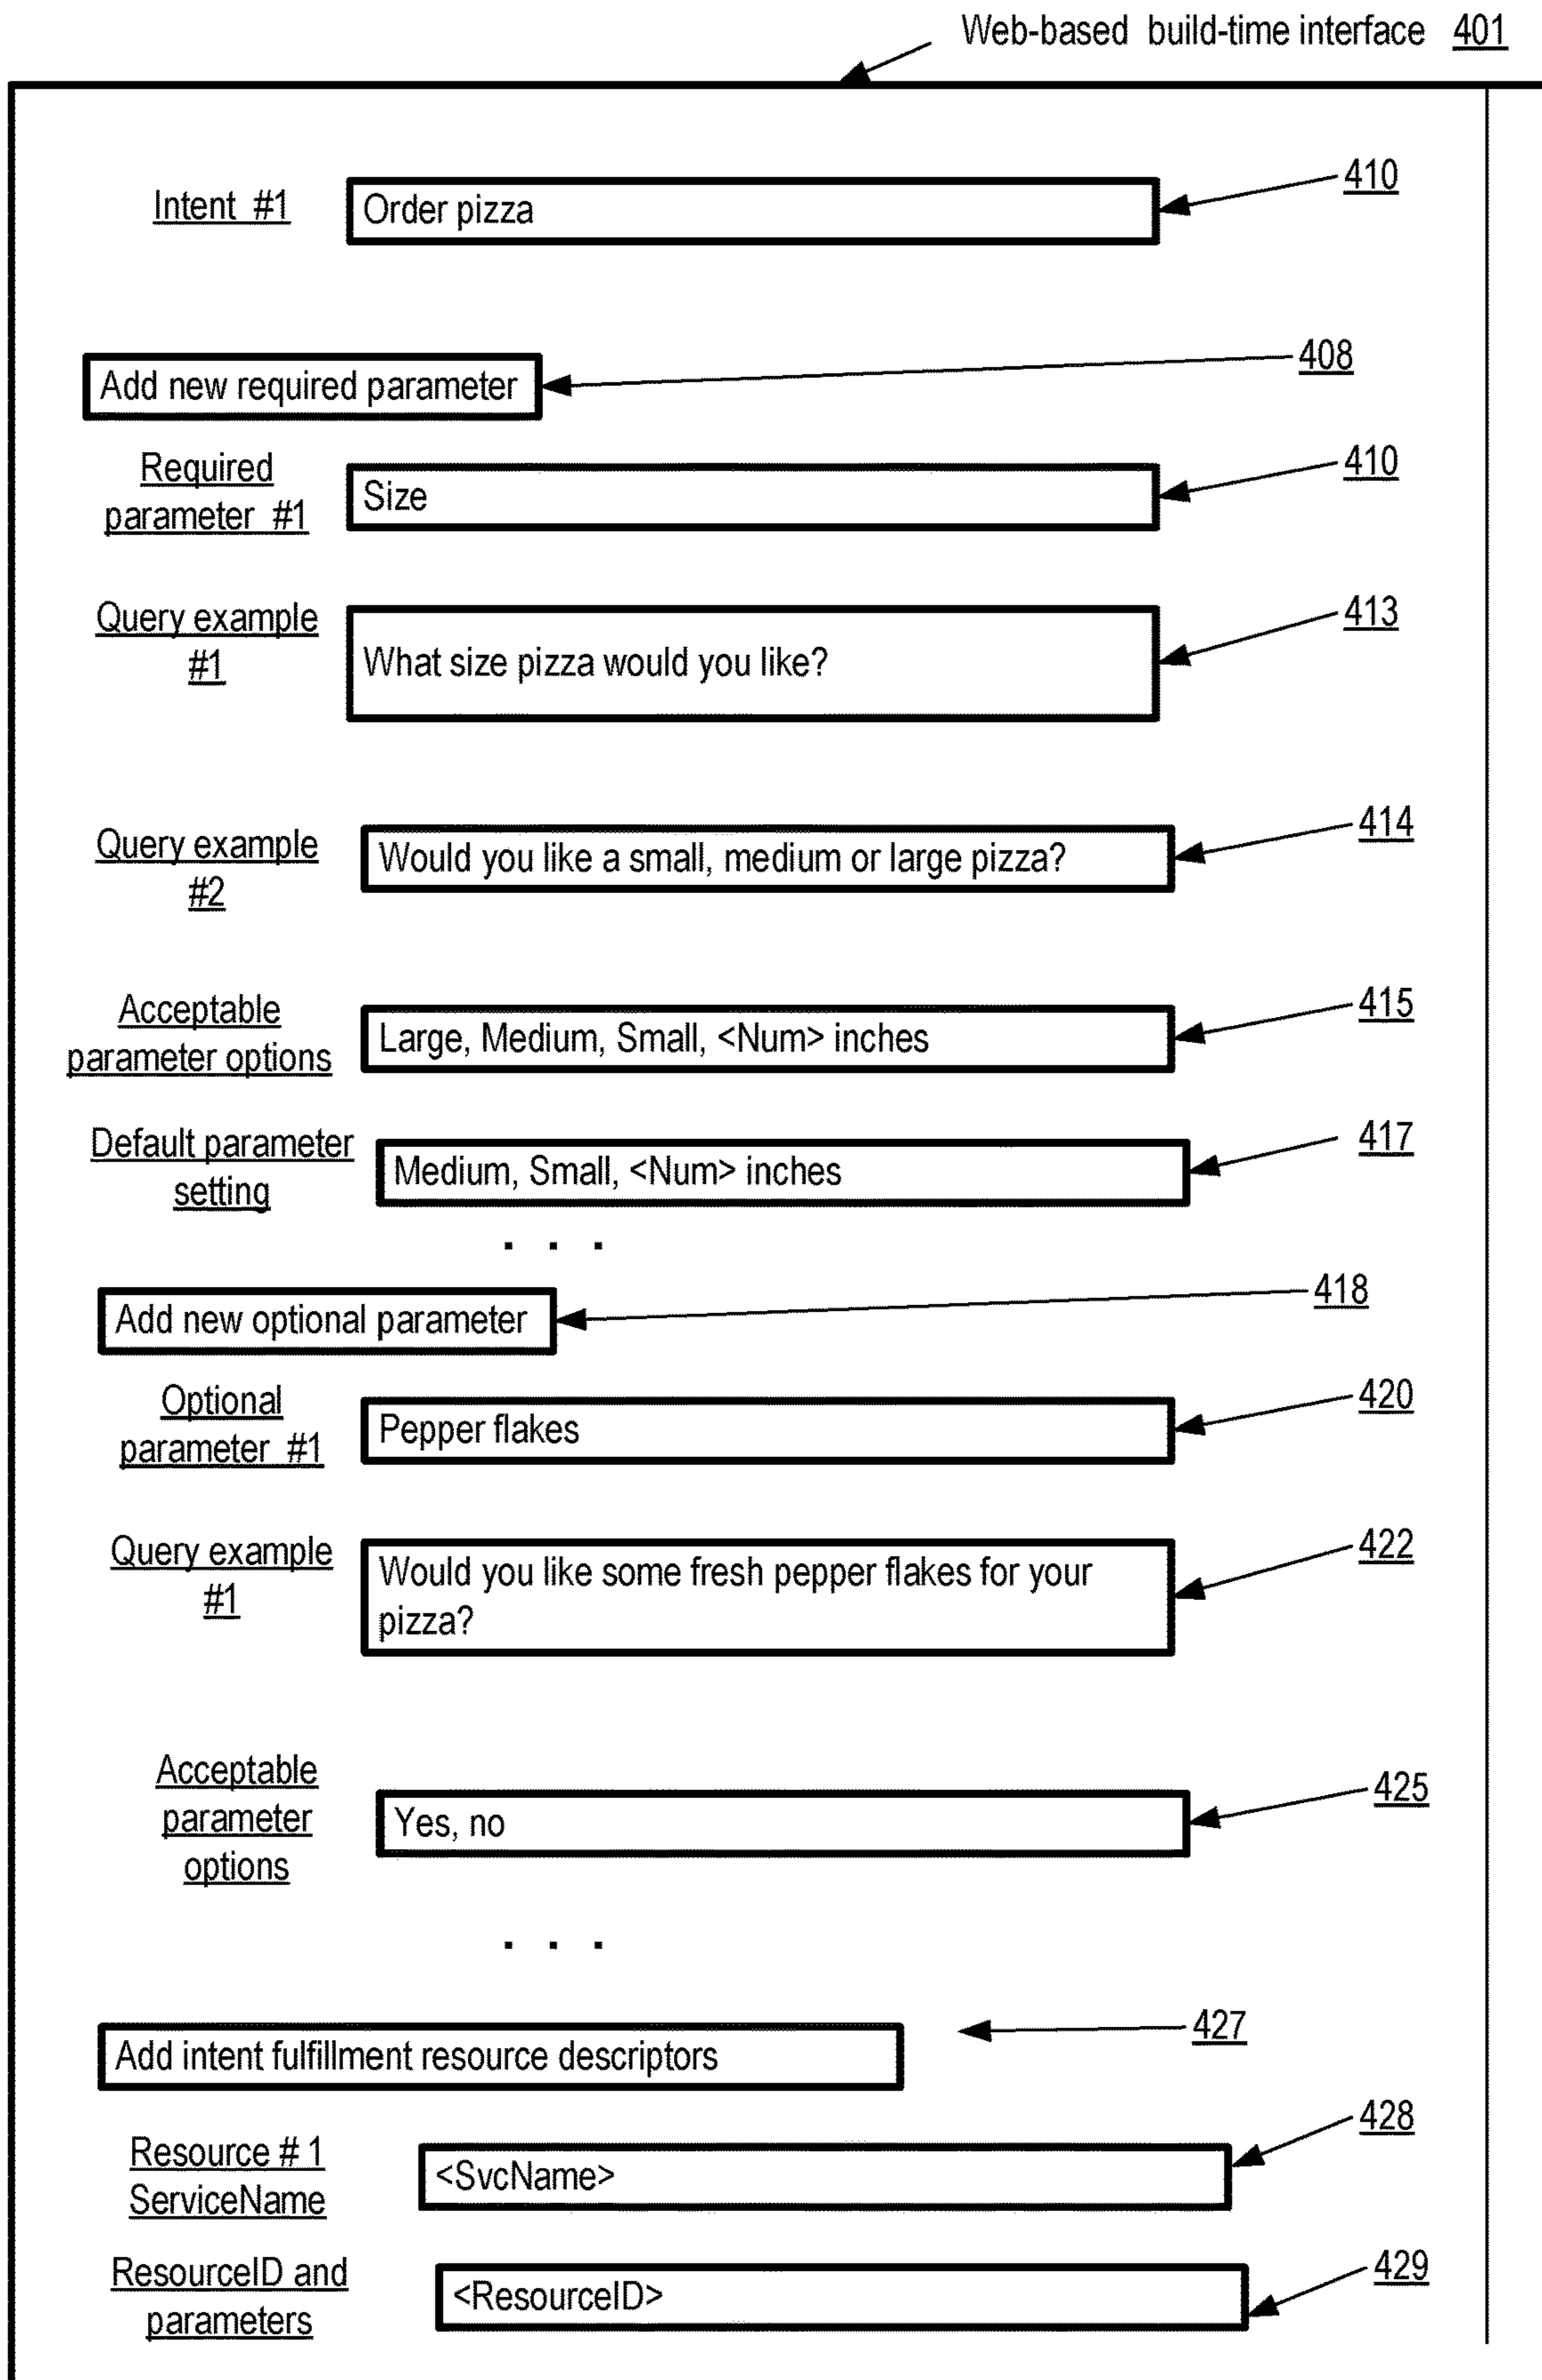 Web-based build-time interface 401
Intent #1
Order pizza
410
Add new required parameter
408
Required
parameter #1
Size
410
Query example
#1
What size pizza would you like?
413
Query example
#2
Would you like a small, medium or large pizza?
414
Acceptable
parameter options
Large, Medium, Small, <Num> inches
415
Default parameter
setting
Medium, Small, <Num> inches
417
. . .
Add new optional parameter
418
Optional
parameter #1
Pepper flakes
420
Query example
#1
Would you like some fresh pepper flakes for your
pizza?
422
Acceptable
parameter
options
Yes, no
425
. . .
Add intent fulfillment resource descriptors
427
Resource # 1
ServiceName
<SvcName>
428
ResourceID and
parameters
<ResourceID>
429